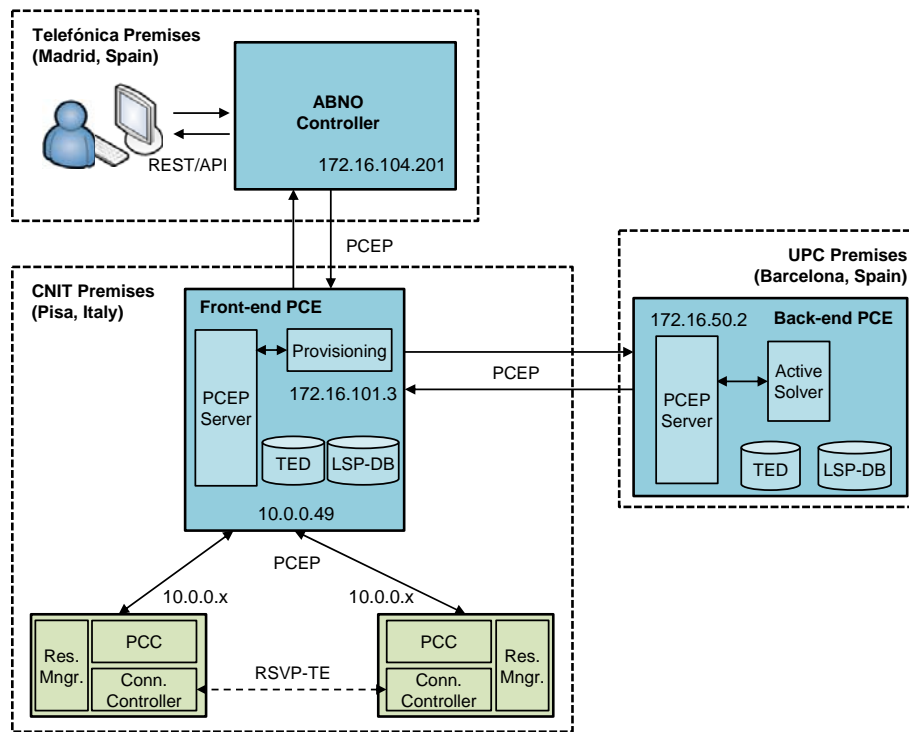 Telefónica Premises
(Madrid, Spain)
ABNO
Controller
172.16.104.201
REST/API
PCEP
UPC Premises
(Barcelona, Spain)
CNIT Premises
(Pisa, Italy)
Front-end PCE
Provisioning
PCEP
Server
172.16.101.3
TED
LSP-DB
10.0.0.49
PCEP
172.16.50.2
Back-end PCE
PCEP
Server
Active
Solver
TED
LSP-DB
PCEP
10.0.0.x
10.0.0.x
Res.
Mngr.
PCC
Conn.
Controller
RSVP-TE
PCC
Conn.
Controller
Res.
Mngr.